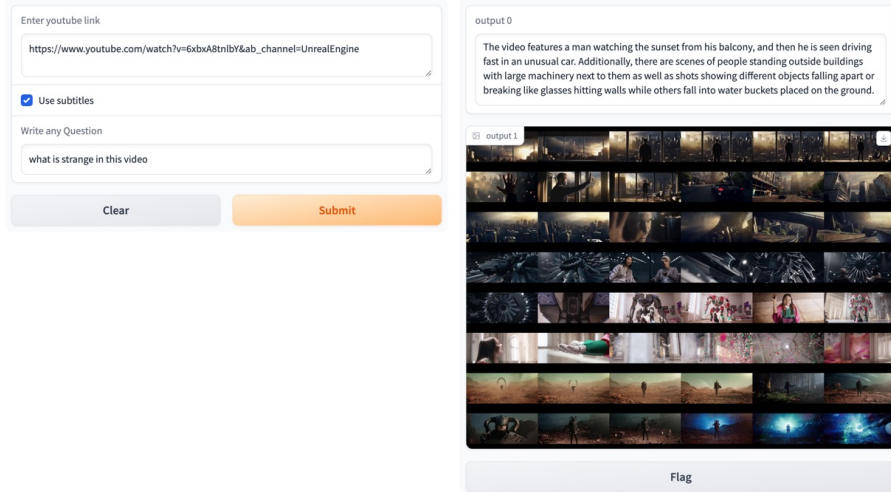 Enter youtube link
https://www.youtube.com/watch?v=6xbxA8tnlbY&ab_channel=UnrealEngine
Use subtitles
Write any Question
what is strange in this video
Clear
Submit
output 0
The video features a man watching the sunset from his balcony, and then he is seen driving
fast in an unusual car. Additionally, there are scenes of people standing outside buildings
with large machinery next to them as well as shots showing different objects falling apart or
breaking like glasses hitting walls while others fall into water buckets placed on the ground.
output 1
Flag